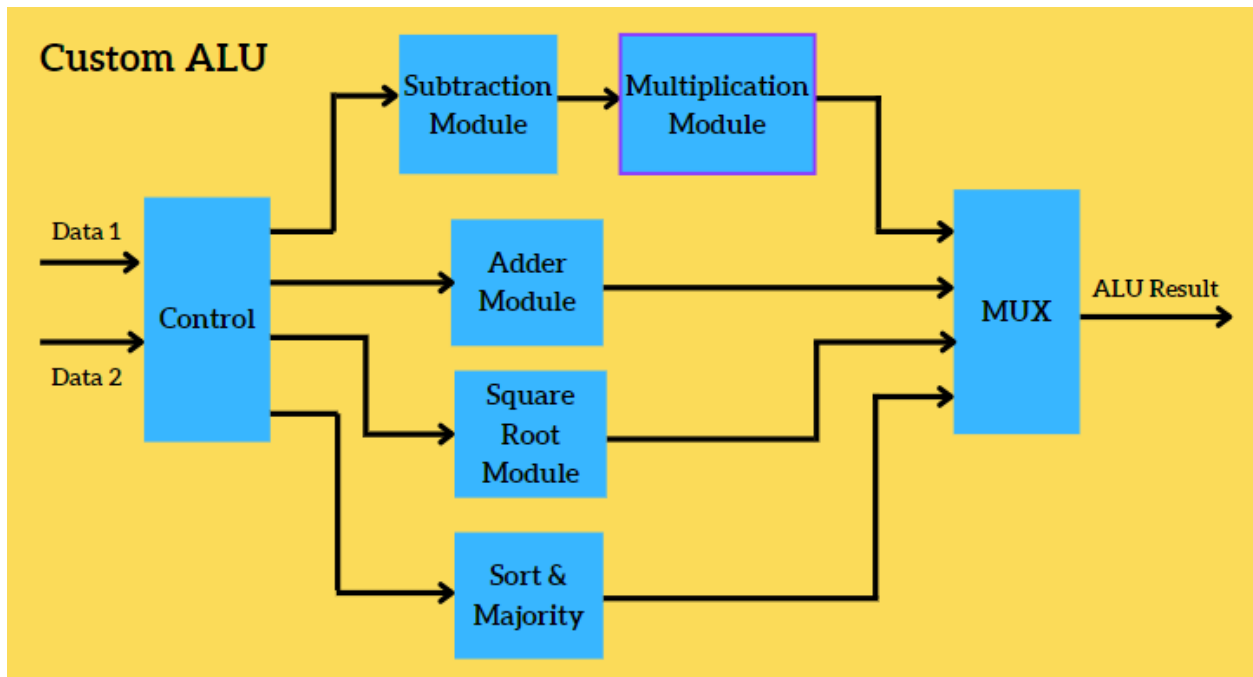 Custom ALU
Subtraction
Module
Multiplication
Module
Data 1
Data 2
Control
Adder
Module
Square
Root
Module
Sort &
Majority
MUX
ALU Result